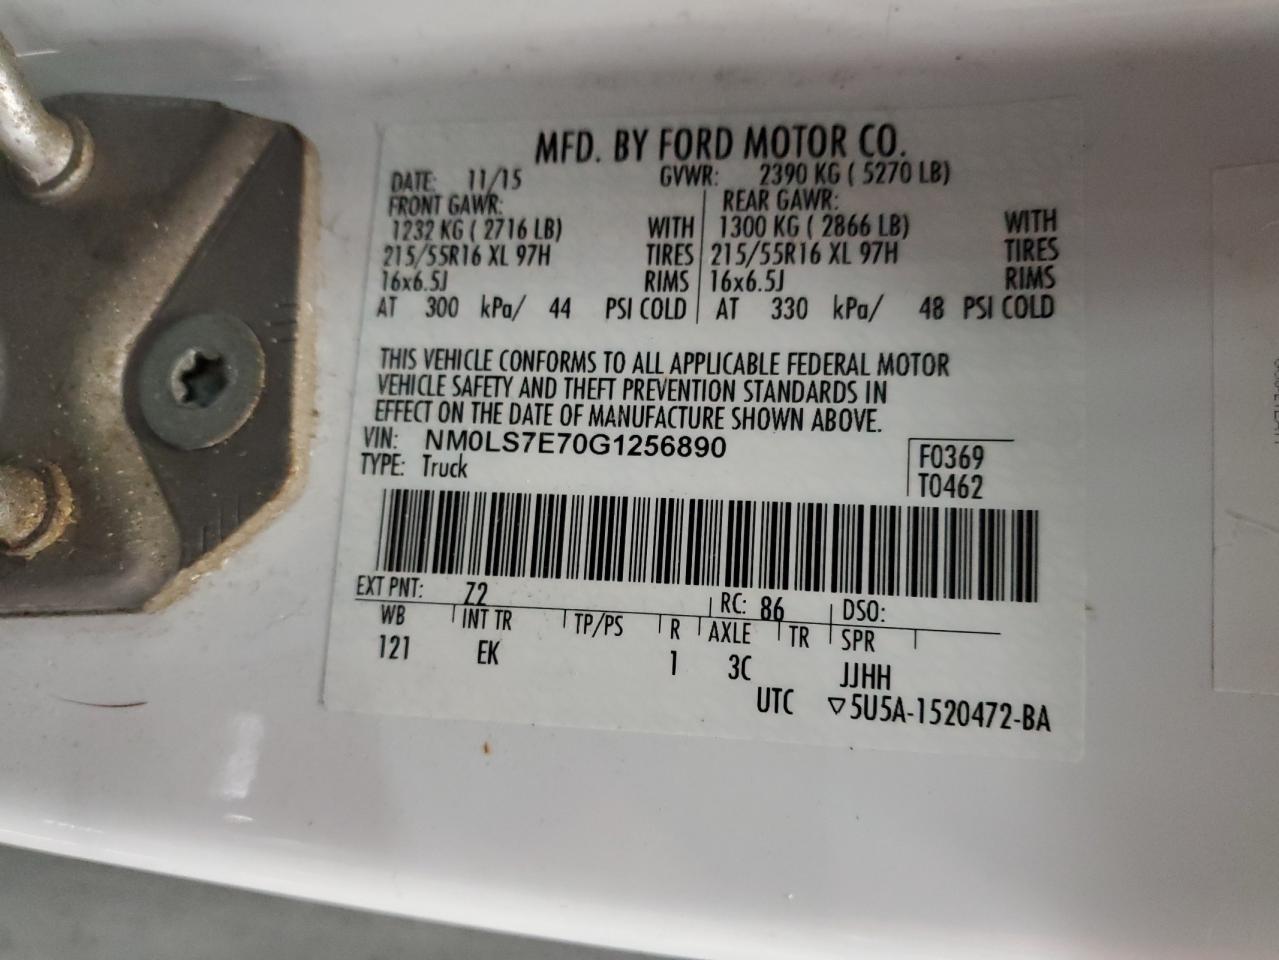 MFD. BY FORD MOTOR CO.
DATE: 11/15 GVWR: 2390 KG ( 5270 LB)
FRONT GAWR: REAR GAWR:
1232 KG ( 2716 LB) WITH 1300 KG ( 2866 LB) WITH
215/55R16 XL 97H TIRES 215/55R16 XL 97H TIRES
16x6.5J RIMS 16x6.5J RIMS
AT 300 kPa/ 44 PSI COLD AT 330 kPa/ 48 PSI COLD
THIS VEHICLE CONFORMS TO ALL APPLICABLE FEDERAL MOTOR
VEHICLE SAFETY AND THEFT PREVENTION STANDARDS IN
EFFECT ON THE DATE OF MANUFACTURE SHOWN ABOVE.
VIN: NM0LS7E70G1256890 F0369
TYPE: Truck T0462
EXT PNT: Z2 RC: 86 DSO:
WB INT TR TP/PS R AXLE TR SPR
121 EK 1 3C JJHH
UTC ▽5U5A-1520472-BA